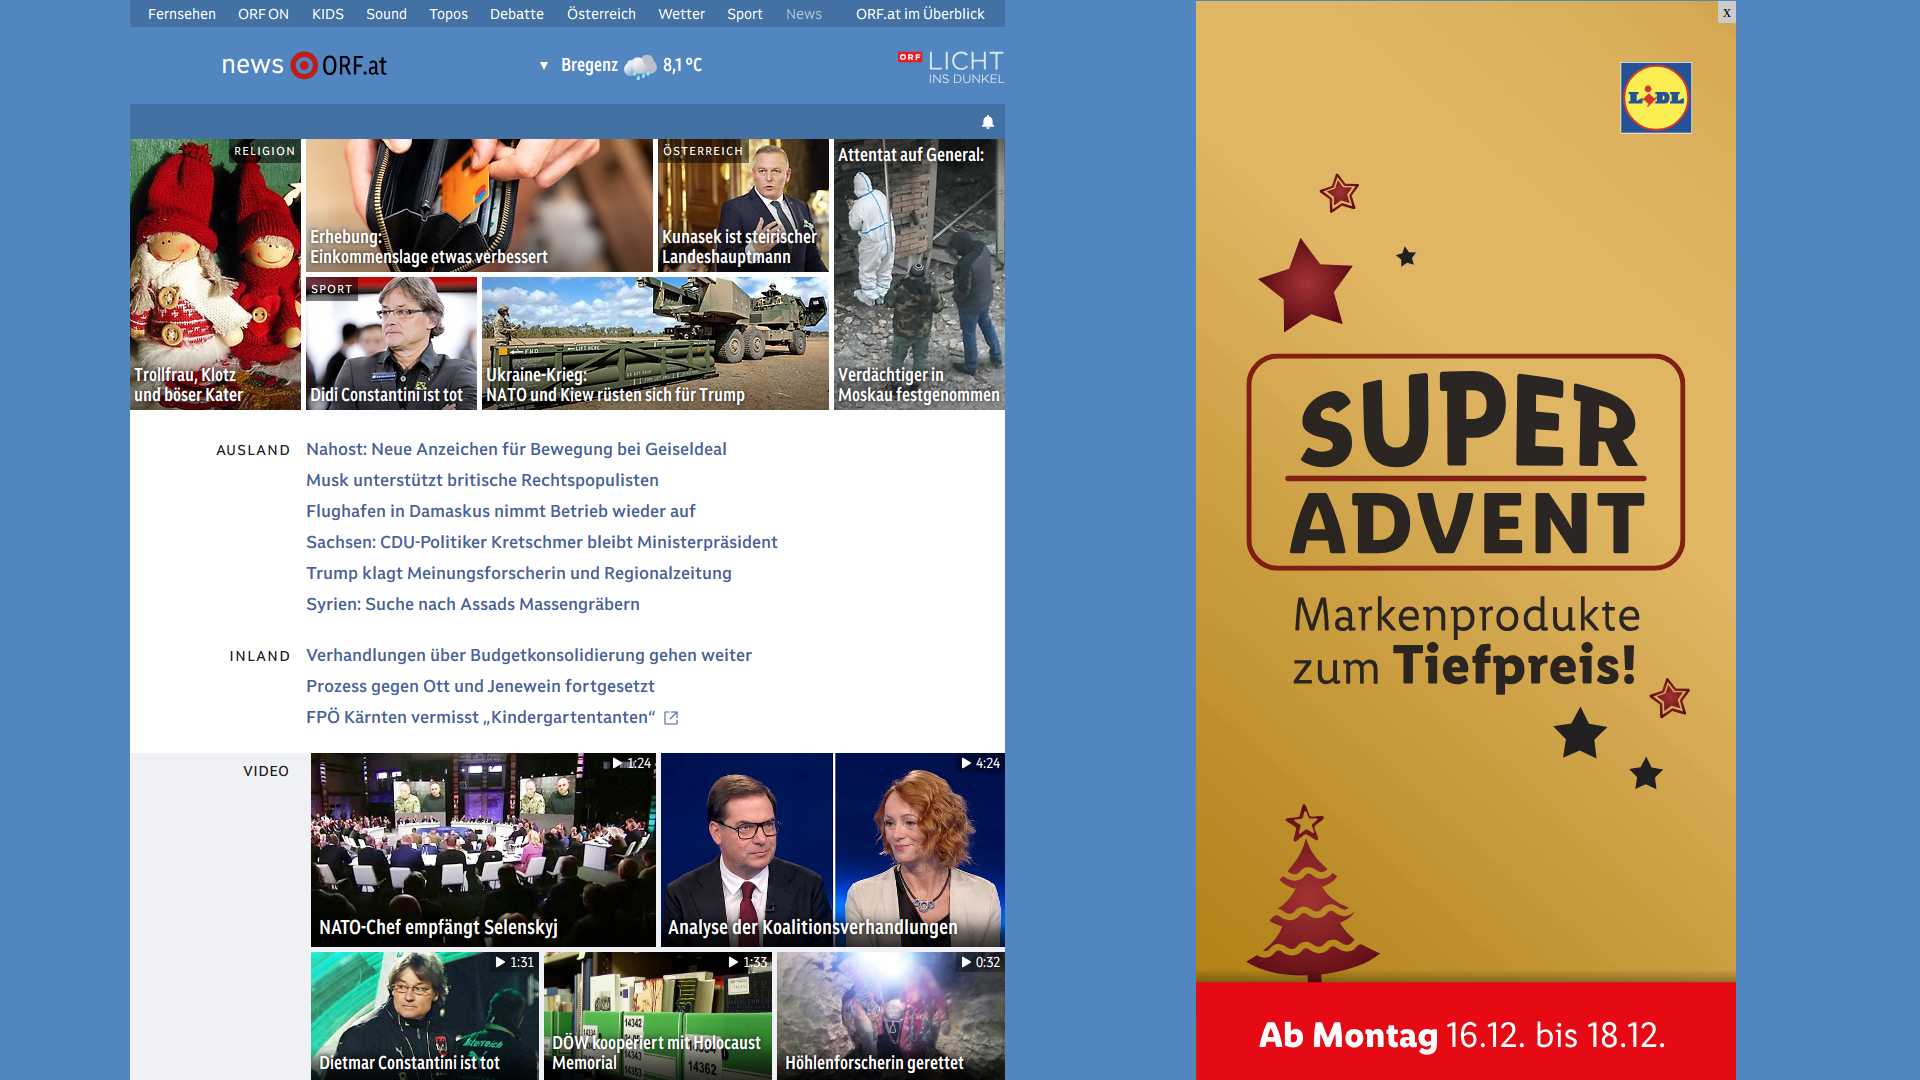 Fernsehen ORF ON KIDS Sound Topos Debatte Österreich Wetter Sport News ORF.at im Überblick
news ORF.at
Bregenz 8,1 °C
ORF LICHT
INS DUNKEL
RELIGION
Trollfrau, Klotz
und böser Kater
Erhebung:
Einkommenslage etwas verbessert
ÖSTERREICH
Kunasek ist steirischer
Landeshauptmann
Attentat auf General:
Verdächtiger in
Moskau festgenommen
SPORT
Didi Constantini ist tot
Ukraine-Krieg:
NATO und Kiew rüsten sich für Trump
AUSLAND
Nahost: Neue Anzeichen für Bewegung bei Geiseldeal
Musk unterstützt britische Rechtspopulisten
Flughafen in Damaskus nimmt Betrieb wieder auf
Sachsen: CDU-Politiker Kretschmer bleibt Ministerpräsident
Trump klagt Meinungsforscherin und Regionalzeitung
Syrien: Suche nach Assads Massengräbern
INLAND
Verhandlungen über Budgetkonsolidierung gehen weiter
Prozess gegen Ott und Jenewein fortgesetzt
FPÖ Kärnten vermisst „Kindergartentanten“
VIDEO
1:24
NATO-Chef empfängt Selenskyj
4:24
Analyse der Koalitionsverhandlungen
1:31
Dietmar Constantini ist tot
1:33
14342
14343
14362
DÖW kooperiert mit Holocaust
Memorial
0:32
Höhlenforscherin gerettet
x
LIDL
SUPER
ADVENT
Markenprodukte
zum Tiefpreis!
Ab Montag 16.12. bis 18.12.